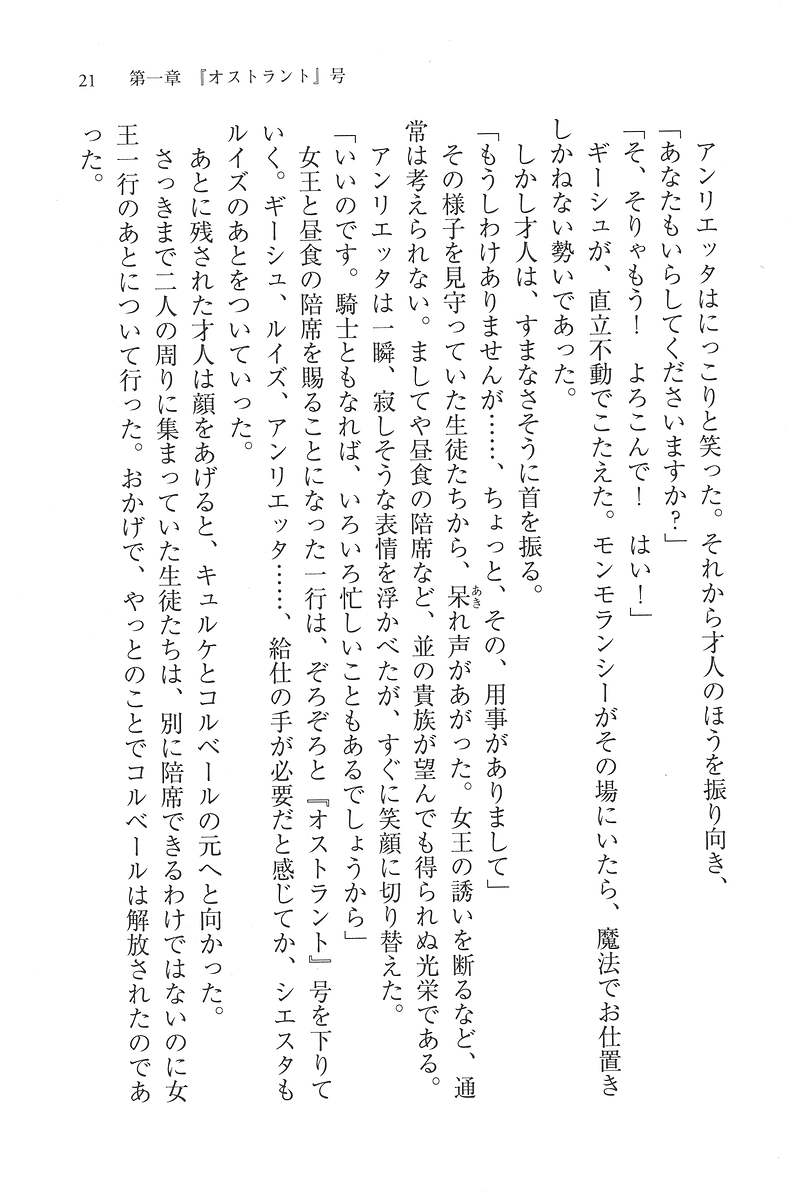 21　第一章　『オストラント』号
　アンリエッタはにっこりと笑った。それから才人のほうを振り向き、
「あなたもいらしてくださいますか？」
「そ、そりゃもう！　よろこんで！　はい！」
　ギーシュが、直立不動でこたえた。モンモランシーがその場にいたら、魔法でお仕置き
しかねない勢いであった。
　しかし才人は、すまなさそうに首を振る。
「もうしわけありませんが……、ちょっと、その、用事がありまして」
　その様子を見守っていた生徒たちから、呆れ声があがった。女王の誘いを断るなど、通
常は考えられない。ましてや昼食の陪席など、並の貴族が望んでも得られぬ光栄である。
　アンリエッタは一瞬、寂しそうな表情を浮かべたが、すぐに笑顔に切り替えた。
「いいのです。騎士ともなれば、いろいろ忙しいこともあるでしょうから」
　女王と昼食の陪席を賜ることになった一行は、ぞろぞろと『オストラント』号を下りて
いく。ギーシュ、ルイズ、アンリエッタ……、給仕の手が必要だと感じてか、シエスタも
ルイズのあとをついていった。
　あとに残された才人は顔をあげると、キュルケとコルベールの元へと向かった。
　さっきまで二人の周りに集まっていた生徒たちは、別に陪席できるわけではないのに女
王一行のあとについて行った。おかげで、やっとのことでコルベールは解放されたのであ
った。